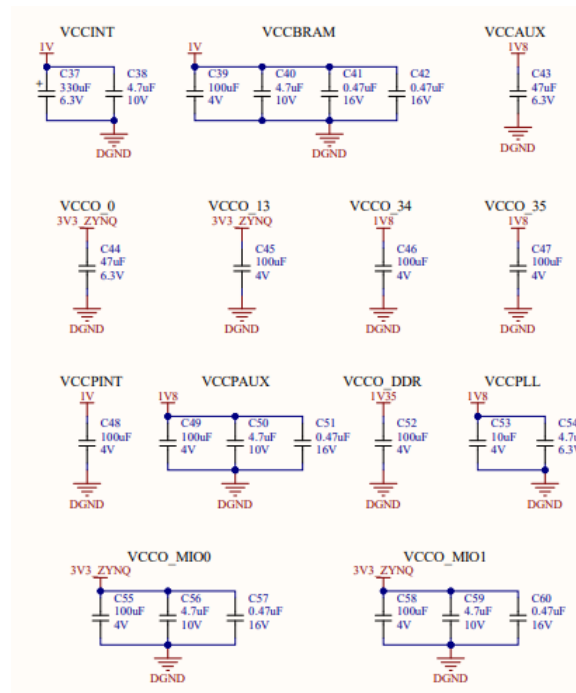 VCCINT
1V
+
C37
330uF
6.3V
C38
4.7uF
10V
DGND
VCCBRAM
1V
C39
100uF
4V
C40
4.7uF
10V
C41
0.47uF
16V
C42
0.47uF
16V
DGND
VCCAUX
1V8
C43
47uF
6.3V
DGND
VCCO_0
3V3_ZYNQ
C44
47uF
6.3V
DGND
VCCO_13
3V3_ZYNQ
C45
100uF
4V
DGND
VCCO_34
1V8
C46
100uF
4V
DGND
VCCO_35
1V8
C47
100uF
4V
DGND
VCCPINT
1V
C48
100uF
4V
DGND
VCCPAUX
1V8
C49
100uF
4V
C50
4.7uF
10V
C51
0.47uF
16V
DGND
VCCO_DDR
1V35
C52
100uF
4V
DGND
VCCPLL
1V8
C53
10uF
4V
C54
4.7u
6.3V
DGND
VCCO_MIO0
3V3_ZYNQ
C55
100uF
4V
C56
4.7uF
10V
C57
0.47uF
16V
DGND
VCCO_MIO1
3V3_ZYNQ
C58
100uF
4V
C59
4.7uF
10V
C60
0.47uF
16V
DGND